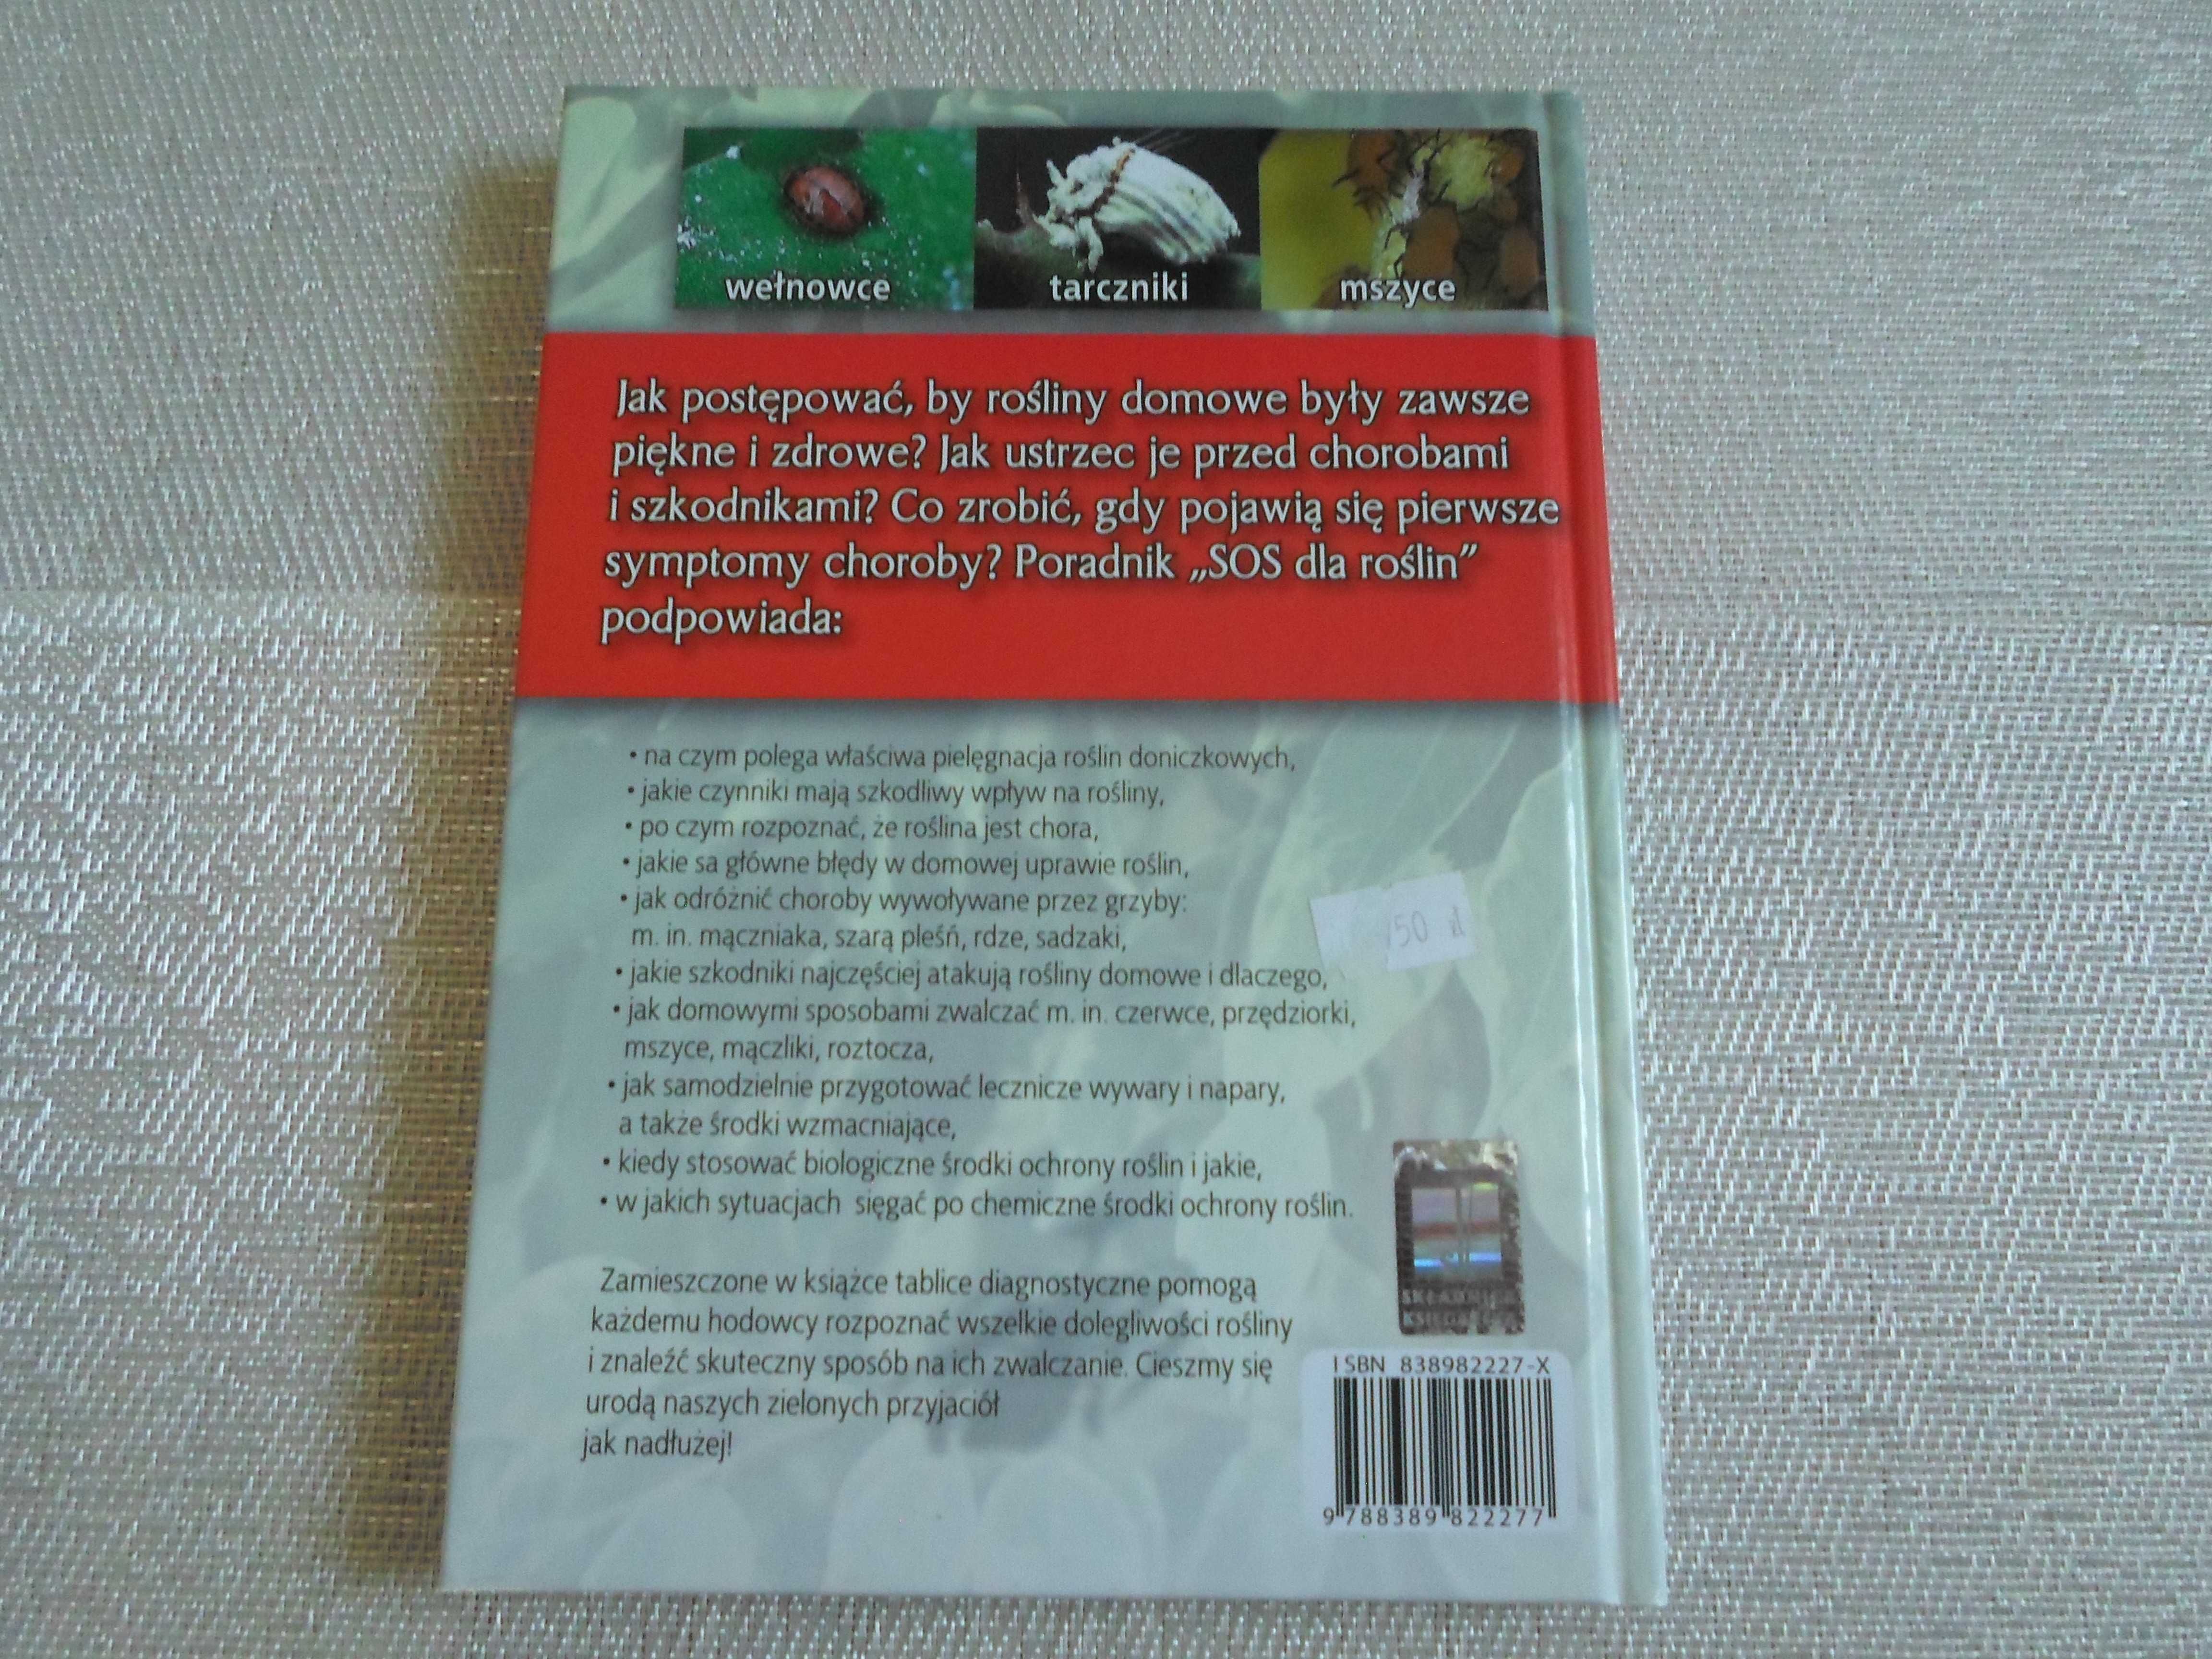 wełnowce
tarczniki
mszyce
Jak postępować, by rośliny domowe były zawsze
piękne i zdrowe? Jak ustrzec je przed chorobami
i szkodnikami? Co zrobić, gdy pojawią się pierwsze
symptomy choroby? Poradnik „SOS dla roślin”
podpowiada:
• na czym polega właściwa pielęgnacja roślin doniczkowych,
• jakie czynniki mają szkodliwy wpływ na rośliny,
• po czym rozpoznać, że roślina jest chora,
• jakie sa główne błędy w domowej uprawie roślin,
• jak odróżnić choroby wywoływane przez grzyby:
m. in. mączniaka, szarą pleśń, rdze, sadzaki,
• jakie szkodniki najczęściej atakują rośliny domowe i dlaczego,
• jak domowymi sposobami zwalczać m. in. czerwce, przędziorki,
mszyce, mączliki, roztocza,
• jak samodzielnie przygotować lecznicze wywary i napary,
a także środki wzmacniające,
• kiedy stosować biologiczne środki ochrony roślin i jakie,
• w jakich sytuacjach sięgać po chemiczne środki ochrony roślin.
Zamieszczone w książce tablice diagnostyczne pomogą
każdemu hodowcy rozpoznać wszelkie dolegliwości rośliny
i znaleźć skuteczny sposób na ich zwalczanie. Cieszmy się
urodą naszych zielonych przyjaciół
jak nadłużej!
50 zł
ISBN 838982227-X
9 788389 822277